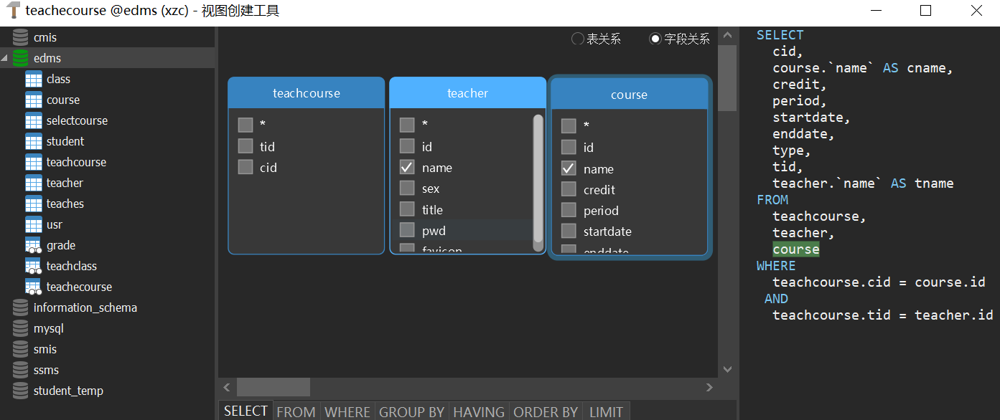 teachecourse @edms (xzc) - 视图创建工具
cmis
edms
class
course
selectcourse
student
teachcourse
teacher
teaches
usr
grade
teachclass
teachecourse
information_schema
mysql
smis
ssms
student_temp
表关系
字段关系
teachcourse
*
tid
cid
teacher
*
id
name
sex
title
pwd
favicon
course
*
id
name
credit
period
startdate
enddate
SELECT FROM WHERE GROUP BY HAVING ORDER BY LIMIT
SELECT
cid,
course.`name` AS cname,
credit,
period,
startdate,
enddate,
type,
tid,
teacher.`name` AS tname
FROM
teachcourse,
teacher,
course
WHERE
teachcourse.cid = course.id
AND
teachcourse.tid = teacher.id